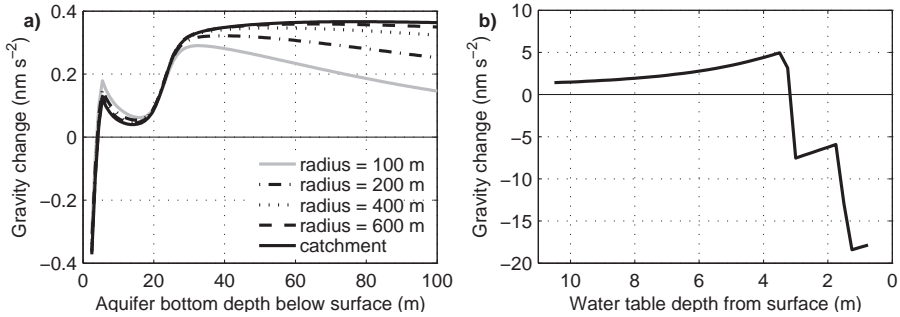 a)
Gravity change (nm s−2)
0.4
0.2
0
−0.2
−0.4
0
20
40
60
80
100
Aquifer bottom depth below surface (m)
radius = 100 m
radius = 200 m
radius = 400 m
radius = 600 m
catchment
b)
Gravity change (nm s−2)
10
5
0
−5
−10
−15
−20
10
8
6
4
2
0
Water table depth from surface (m)